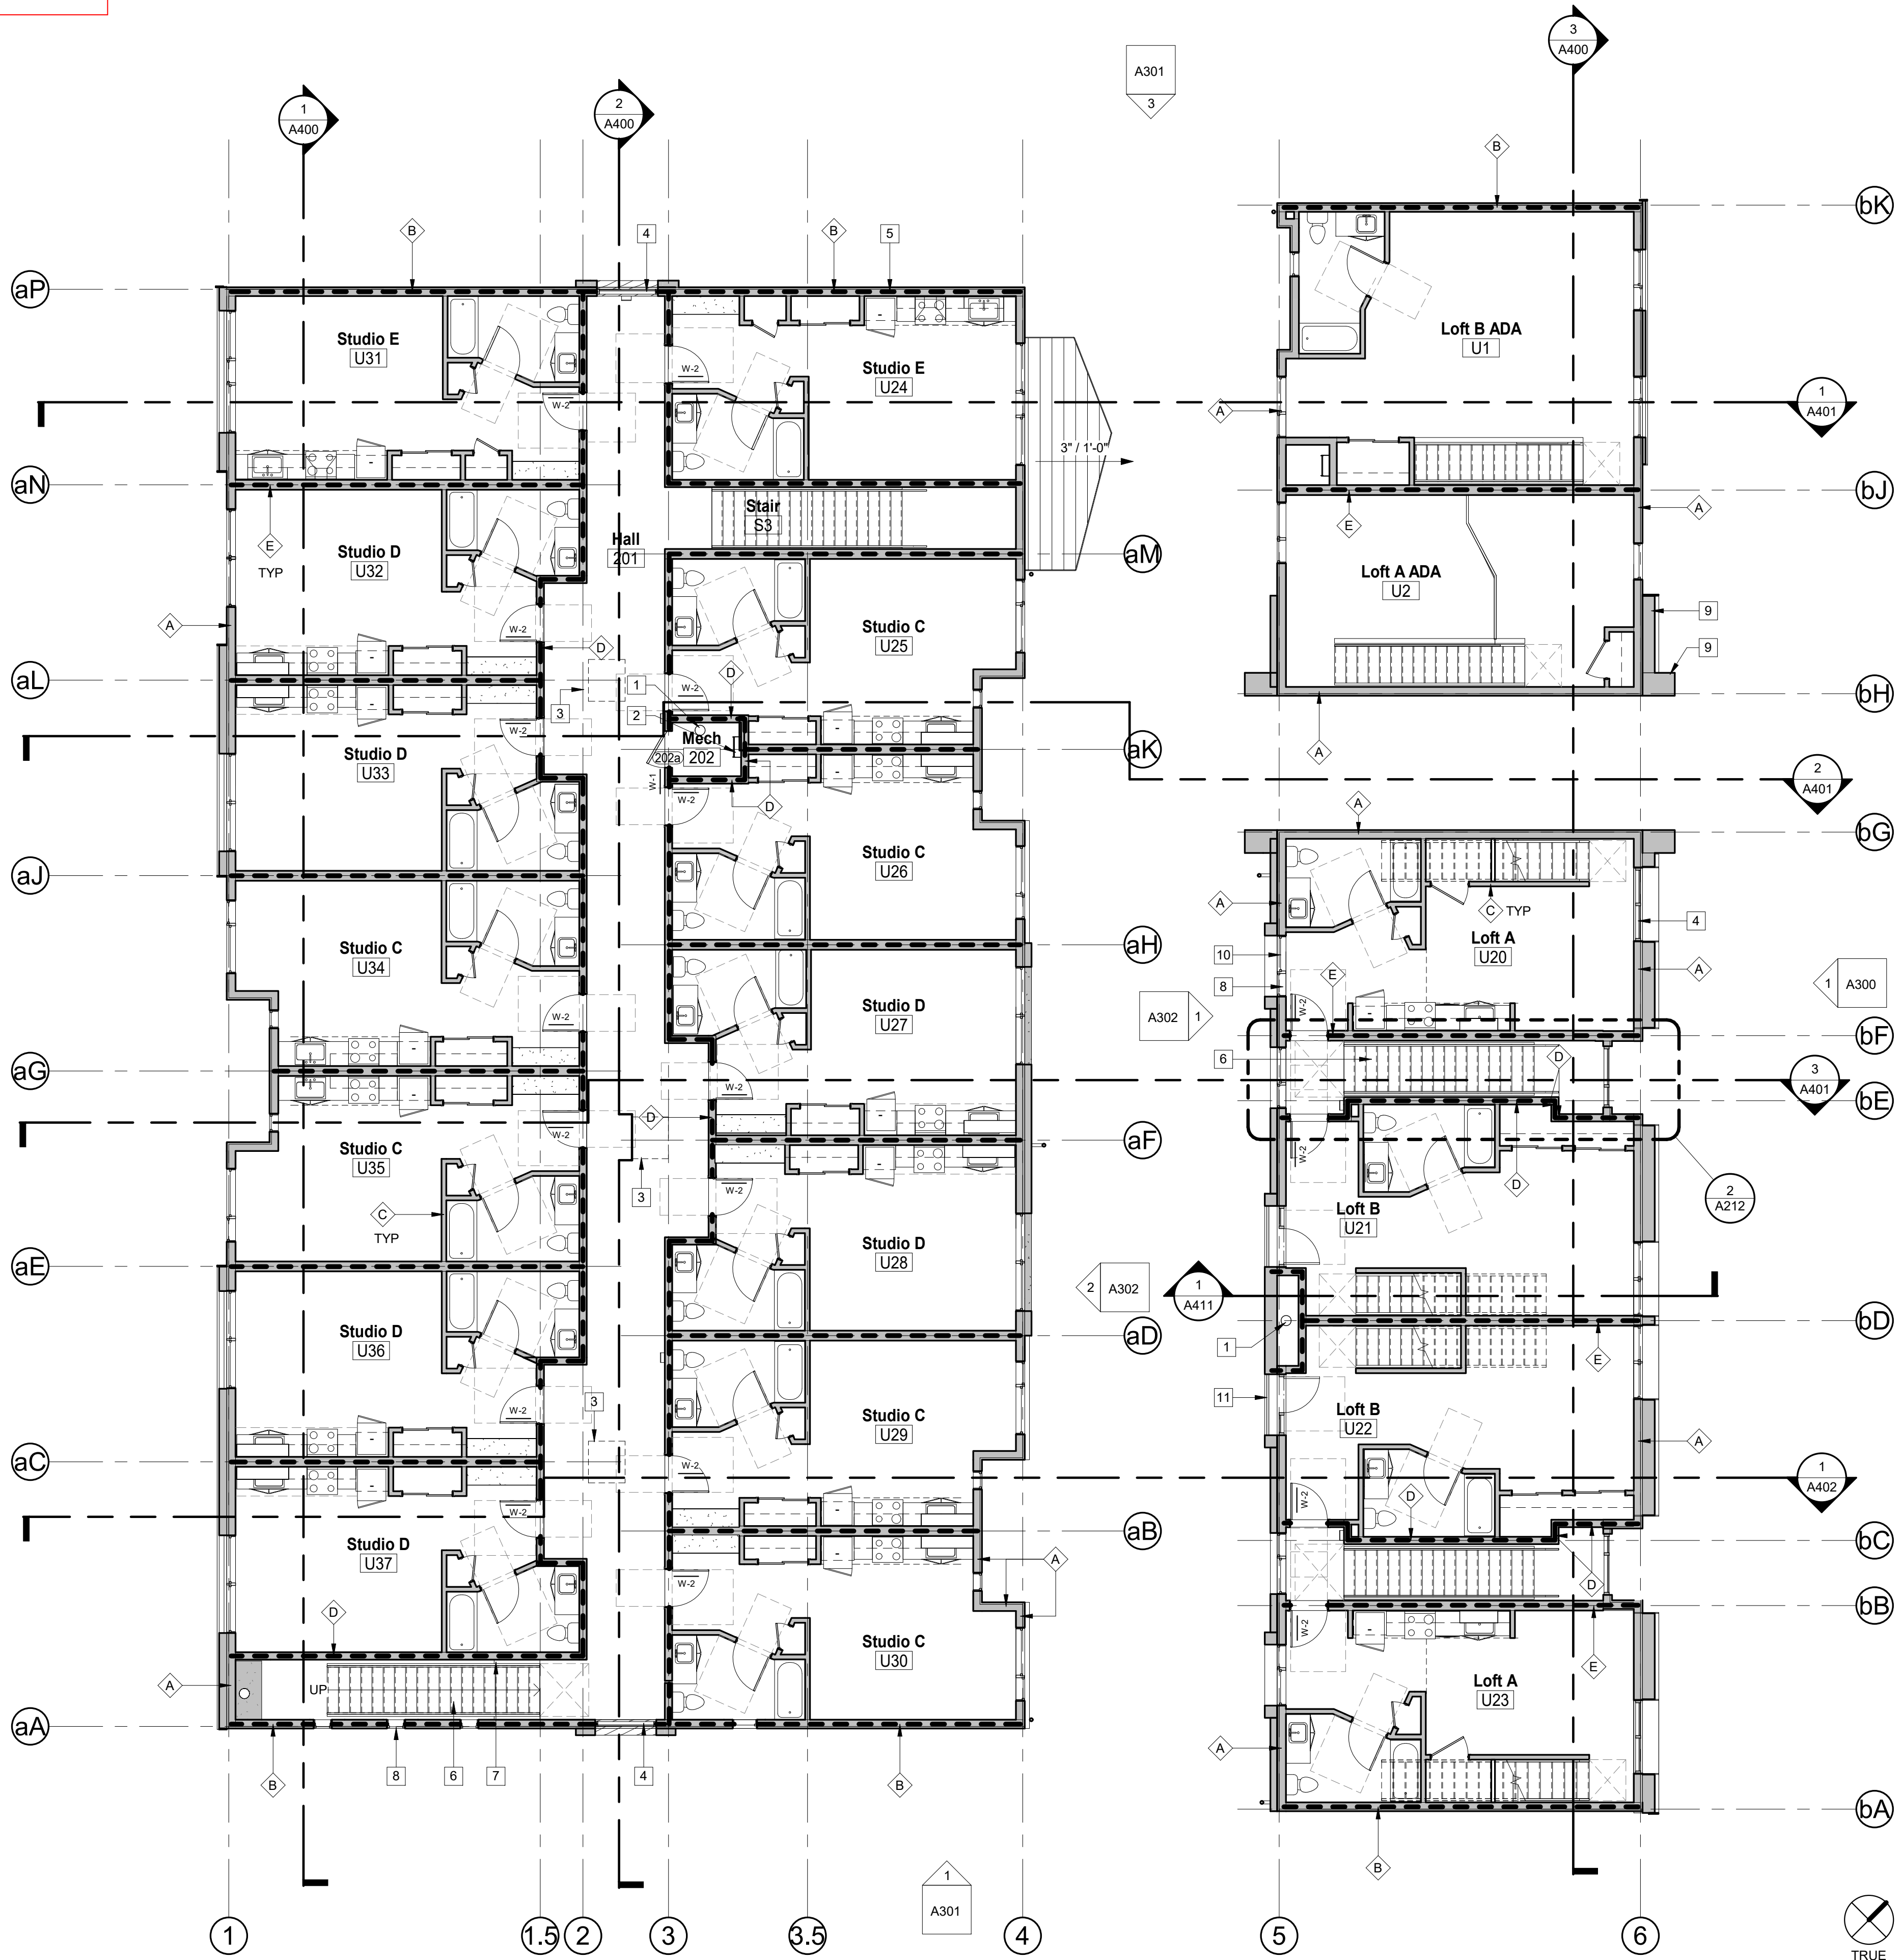 3
A400
A301
3
1
A400
2
A400
B
bK
B
4
B
5
aP
Studio E
U31
W-2
Studio E
U24
Loft B ADA
U1
W-2
A
1
A401
3" / 1'-0"
aN
bJ
Stair
S3
A
E
TYP
Studio D
U32
Hall
201
aM
E
Loft A ADA
U2
A
W-2
D
Studio C
U25
9
9
aL
1
D
W-2
bH
3
2
W-2
Mech
202
202a
aK
A
Studio D
U33
W-1
W-2
D
2
A401
A
bG
aJ
Studio C
U26
A
C
TYP
4
Studio C
U34
aH
Loft A
U20
10
E
A
8
1
A300
Studio D
U27
A302
1
W-2
W-2
bF
aG
W-2
6
D
3
A401
bE
D
W-2
aF
W-2
Studio C
U35
3
W-2
D
2
A212
C
TYP
Loft B
U21
Studio D
U28
aE
2
A302
1
A411
Studio D
U36
aD
1
bD
E
W-2
3
11
Studio C
U29
Loft B
U22
A
aC
W-2
1
A402
D
W-2
W-2
aB
bC
Studio D
U37
A
D
W-2
bB
D
W-2
Studio C
U30
E
Loft A
U23
A
UP
aA
A
B
8
6
7
4
B
bA
B
1
A301
1
1.5
2
3
3.5
4
5
6
TRUE